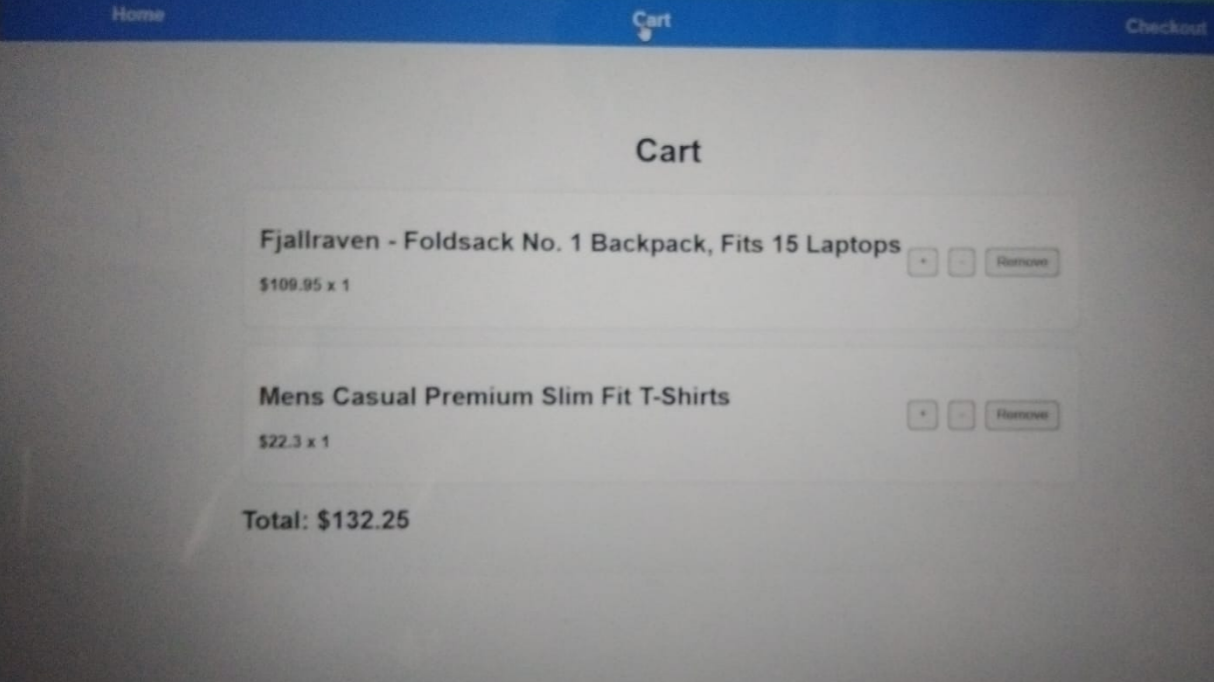 Home
Cart
Checkout
Cart
Fjallraven - Foldsack No. 1 Backpack, Fits 15 Laptops
+ - Remove
$109.95 x 1
Mens Casual Premium Slim Fit T-Shirts
+ - Remove
$22.3 x 1
Total: $132.25